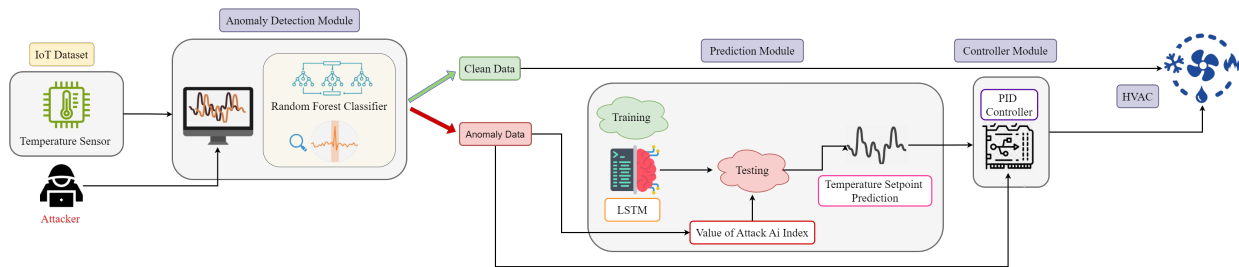 Anomaly Detection Module
IoT Dataset
Temperature Sensor
Attacker
Random Forest Classifier
Clean Data
Anomaly Data
Prediction Module
Training
LSTM
Testing
Value of Attack Ai Index
Temperature Setpoint
Prediction
Controller Module
PID
Controller
HVAC